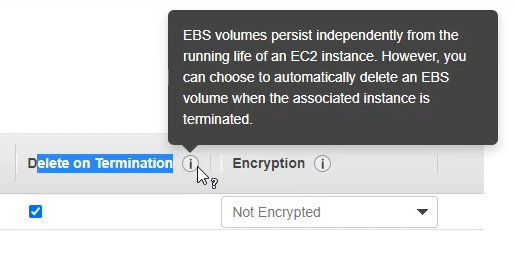 EBS volumes persist independently from the
running life of an EC2 instance. However, you
can choose to automatically delete an EBS
volume when the associated instance is
terminated.
Delete on Termination i Encryption i
Not Encrypted